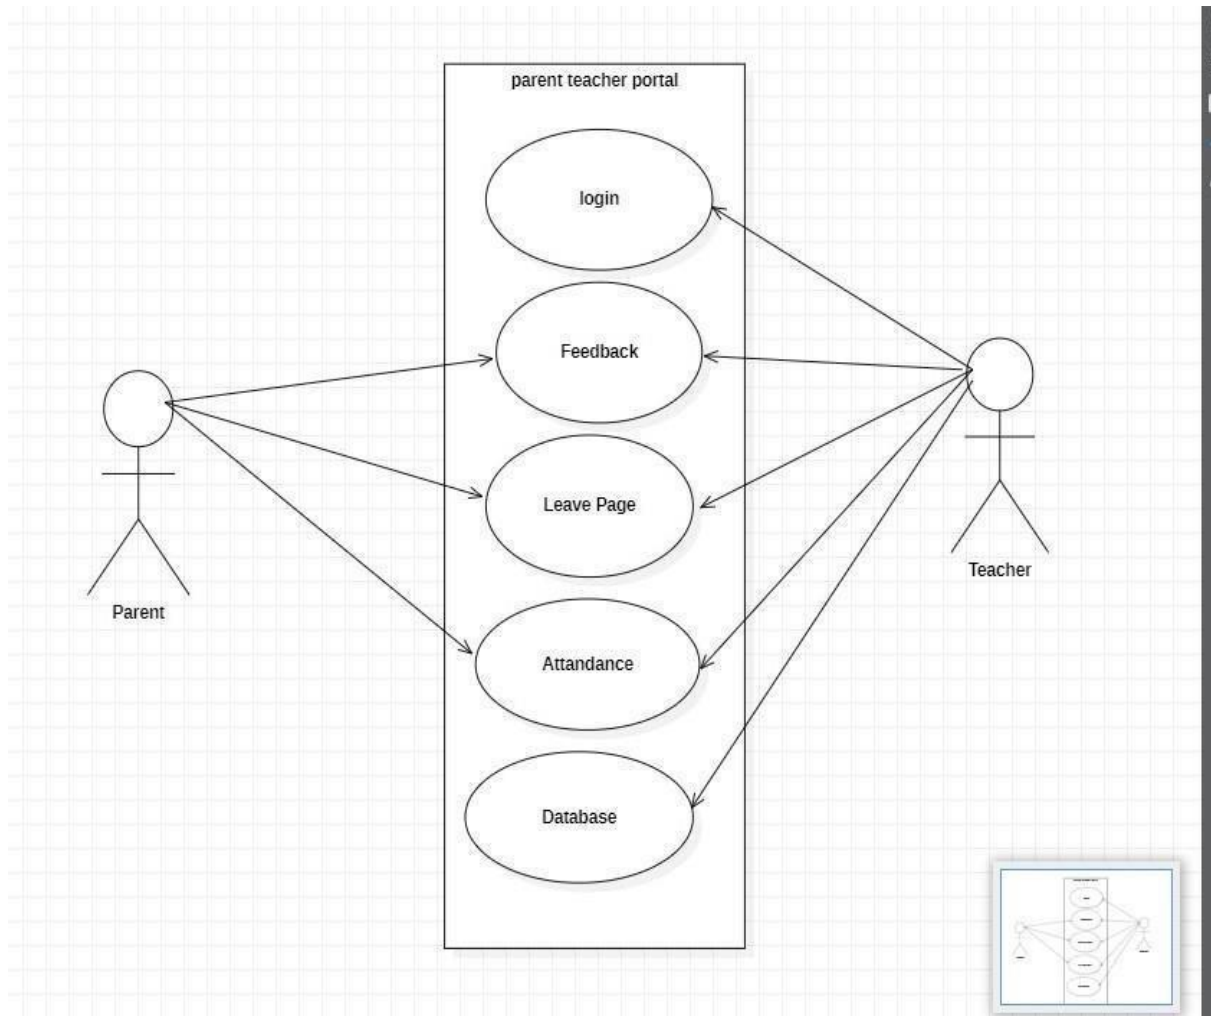 parent teacher portal
login
Feedback
Leave Page
Attandance
Database
Parent
Teacher